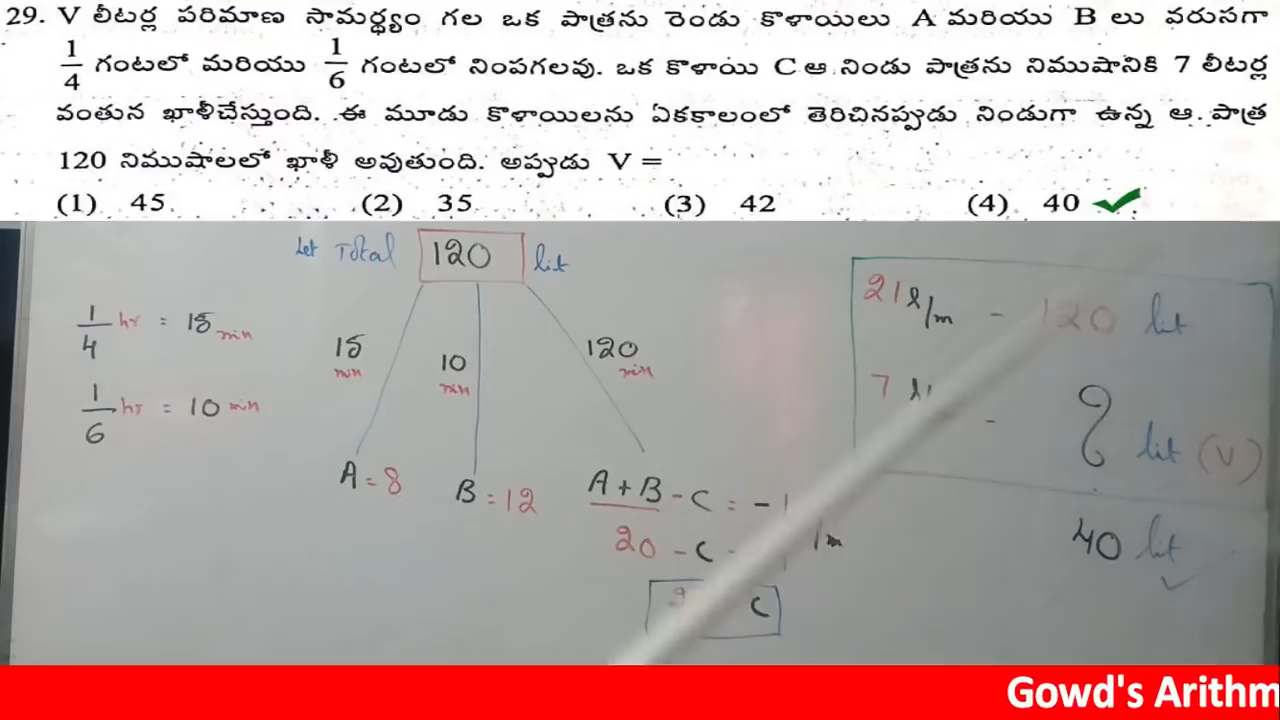 29. V లీటర్ల పరిమాణ సామర్థ్యం గల ఒక పాత్రను రెండు కొళాయిలు A మరియు B లు వరుసగా
1/4 గంటలో మరియు 1/6 గంటలో నింపగలవు. ఒక కొళాయి C ఆ నిండు పాత్రను నిముషానికి 7 లీటర్ల
వంతున ఖాళీచేస్తుంది. ఈ మూడు కొళాయిలను ఏకకాలంలో తెరిచినప్పుడు నిండుగా ఉన్న ఆ పాత్ర
120 నిముషాలలో ఖాళీ అవుతుంది. అప్పుడు V =
(1) 45 (2) 35 (3) 42 (4) 40
Let Total 120 lit
1/4 hr = 15 min
1/6 hr = 10 min
15 min
10 min
120 min
A = 8
B = 12
A + B - C = -1
20 - C
C
21 l/m - 120 lit
7 - ? lit (V)
40 lit
Gowd's Arithm